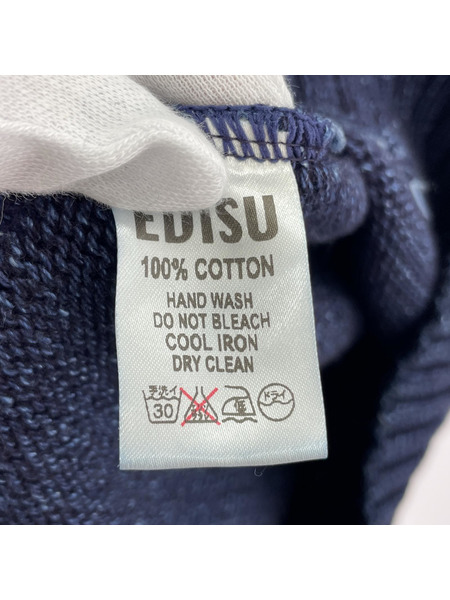 EDISU
100% COTTON
HAND WASH
DO NOT BLEACH
COOL IRON
DRY CLEAN
手洗イ 低 ドライ
30